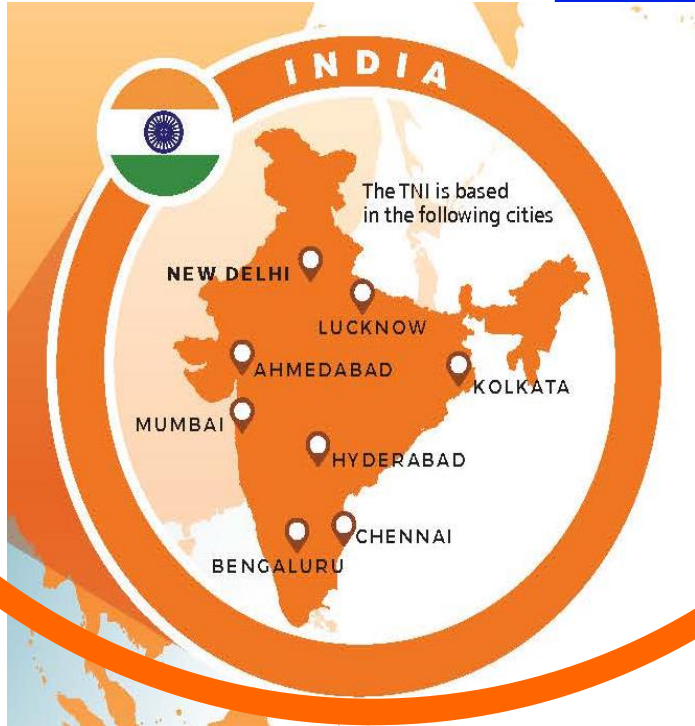 INDIA
The TNI is based
in the following cities
NEW DELHI
LUCKNOW
AHMEDABAD
KOLKATA
MUMBAI
HYDERABAD
CHENNAI
BENGALURU